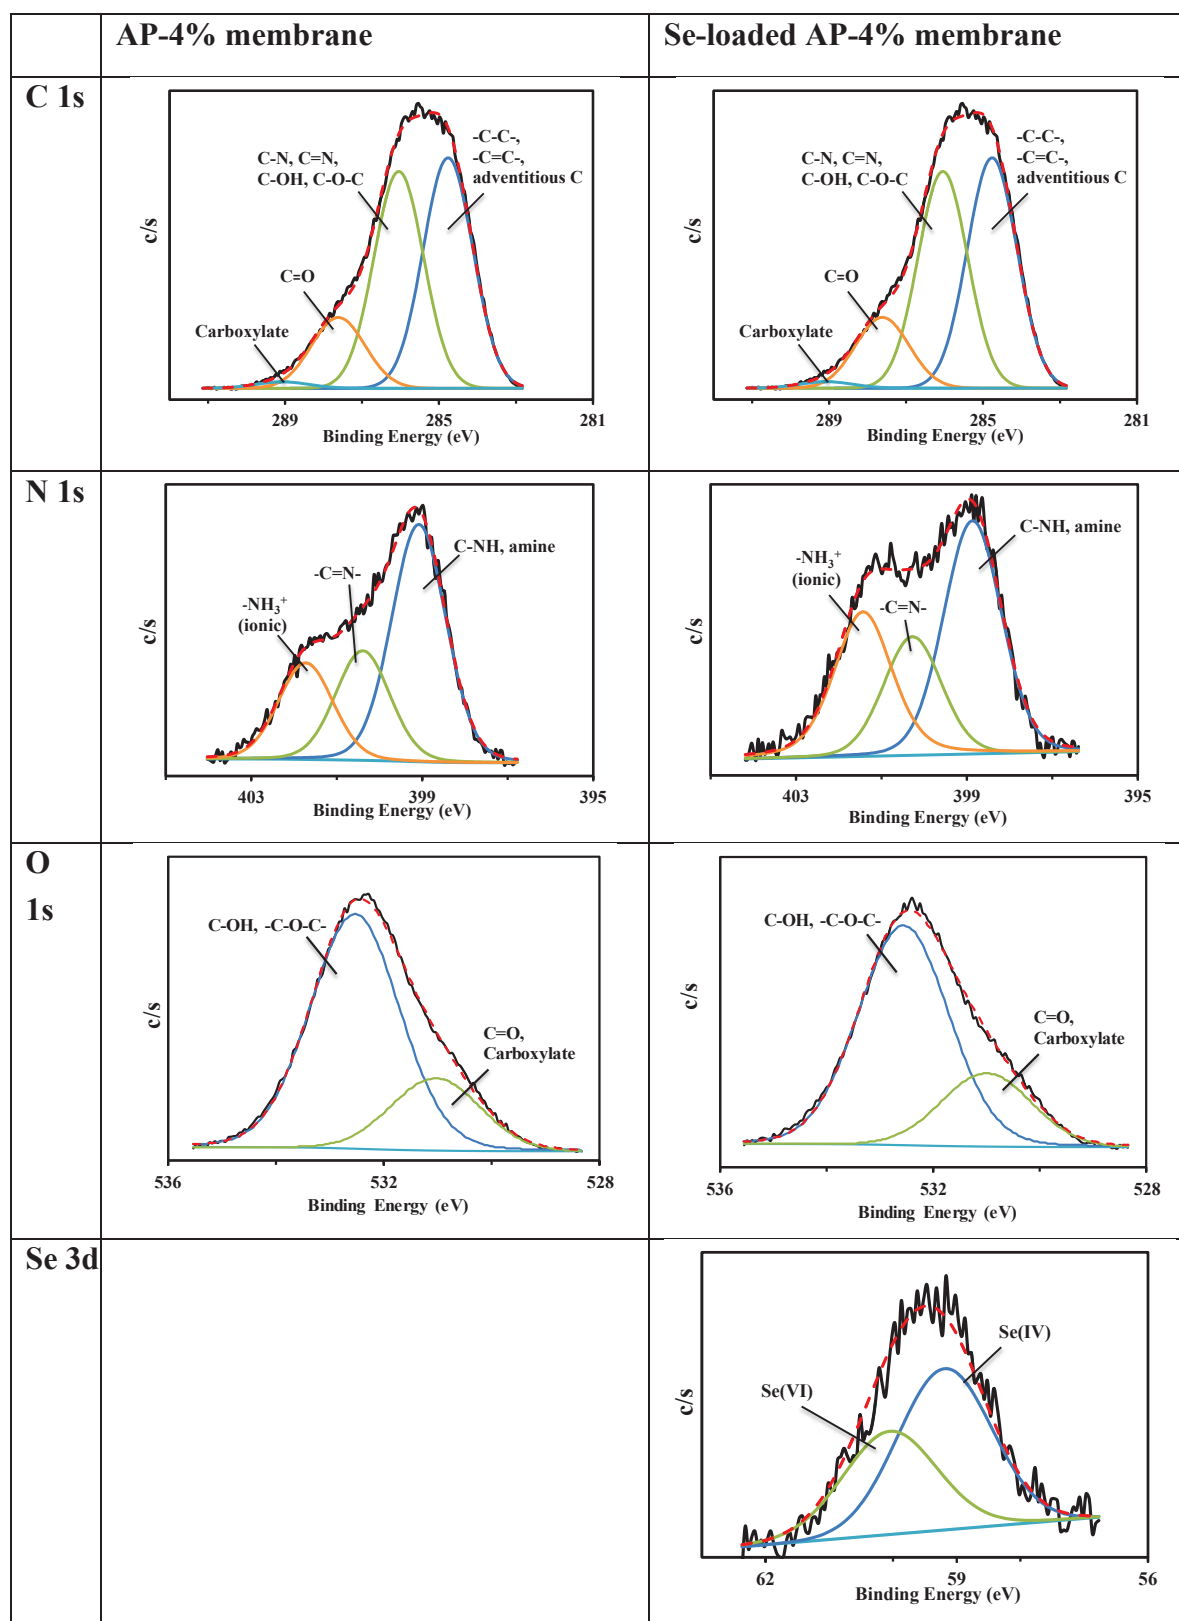 AP-4% membrane
Se-loaded AP-4% membrane
C 1s
c/s
C-N, C=N,
C-OH, C-O-C
-C-C-,
-C=C-,
adventitious C
C=O
Carboxylate
289
285
281
Binding Energy (eV)
c/s
C-N, C=N,
C-OH, C-O-C
-C-C-,
-C=C-,
adventitious C
C=O
Carboxylate
289
285
281
Binding Energy (eV)
N 1s
c/s
C-NH, amine
-C=N-
-NH₃⁺
(ionic)
403
399
395
Binding Energy (eV)
c/s
C-NH, amine
-NH₃⁺
(ionic)
-C=N-
403
399
395
Binding Energy (eV)
O
1s
c/s
C-OH, -C-O-C-
C=O,
Carboxylate
536
532
528
Binding Energy (eV)
c/s
C-OH, -C-O-C-
C=O,
Carboxylate
536
532
528
Binding Energy (eV)
Se 3d
c/s
Se(IV)
Se(VI)
62
59
56
Binding Energy (eV)